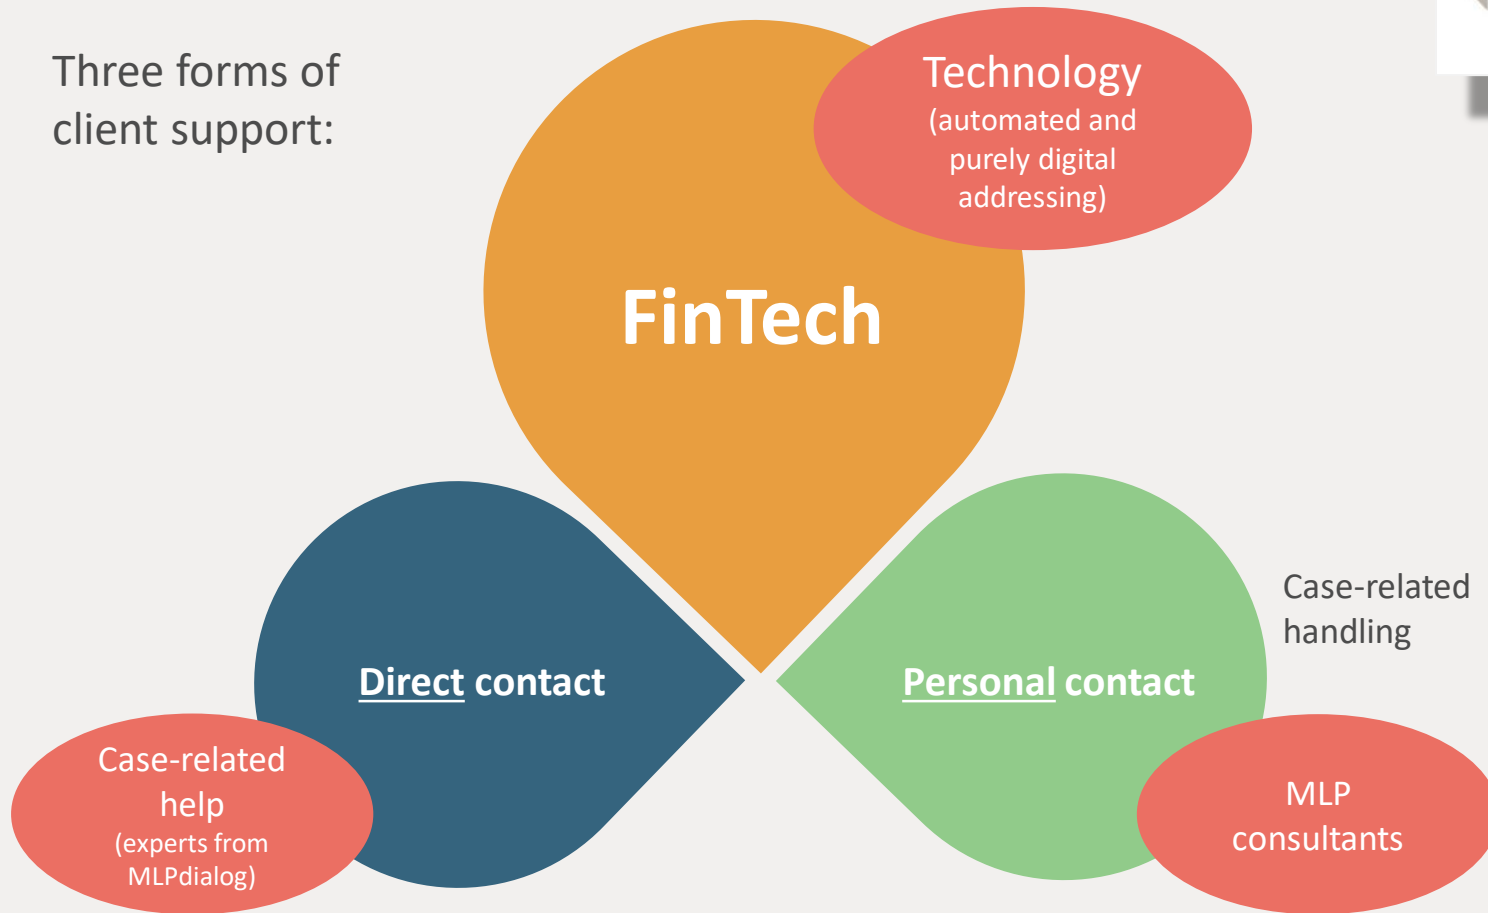 Three forms of
client support:
Technology
(automated and
purely digital
addressing)
FinTech
Direct contact
Personal contact
Case-related
handling
Case-related
help
(experts from
MLPdialog)
MLP
consultants